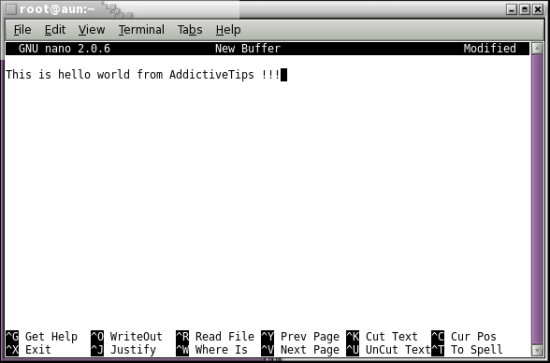 root@aun:~
File Edit View Terminal Tabs Help
GNU nano 2.0.6 New Buffer Modified
This is hello world from AddictiveTips !!!
^G Get Help ^O WriteOut ^R Read File ^Y Prev Page ^K Cut Text ^C Cur Pos
^X Exit ^J Justify ^W Where Is ^V Next Page ^U UnCut Text^T To Spell